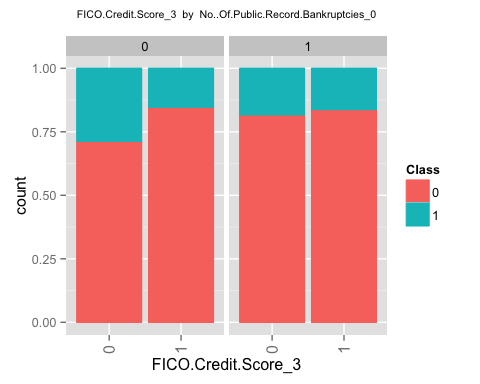 FICO.Credit.Score_3 by No..Of.Public.Record.Bankruptcies_0
0 1
1.00
0.75
0.50
0.25
0.00
count
0 1 0 1
FICO.Credit.Score_3
Class
0
1